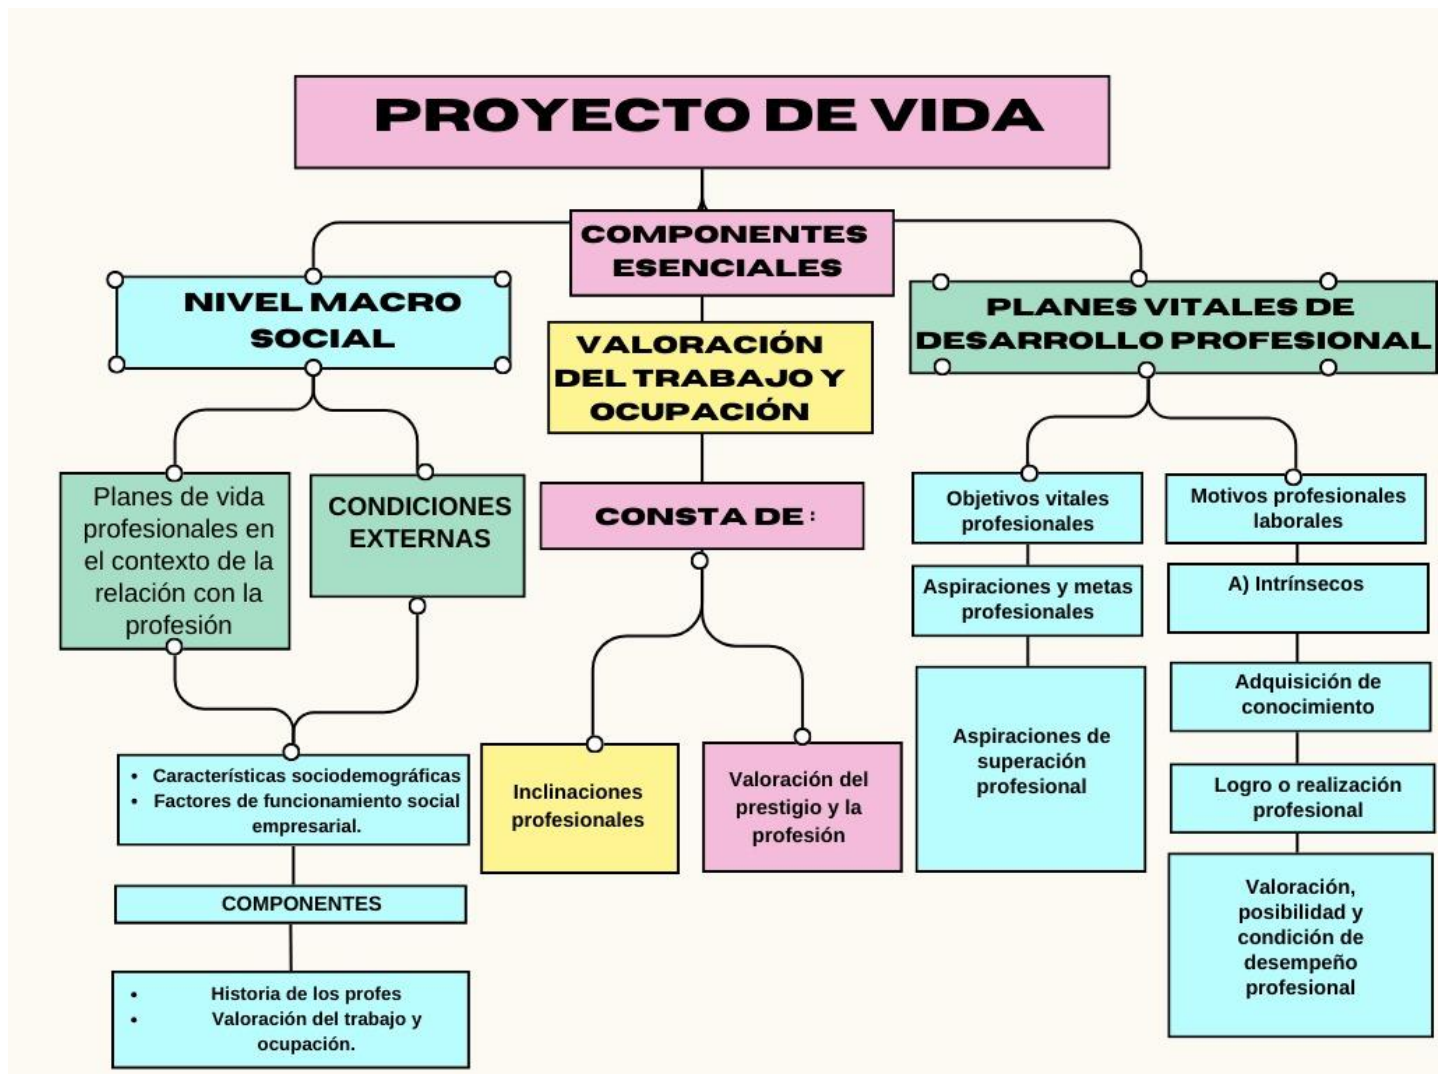 PROYECTO DE VIDA
COMPONENTES
ESENCIALES
NIVEL MACRO
SOCIAL
VALORACIÓN
DEL TRABAJO Y
OCUPACIÓN
PLANES VITALES DE
DESARROLLO PROFESIONAL
Planes de vida
profesionales en
el contexto de la
relación con la
profesión
CONDICIONES
EXTERNAS
CONSTA DE :
Objetivos vitales
profesionales
Motivos profesionales
laborales
Aspiraciones y metas
profesionales
A) Intrínsecos
Aspiraciones de
superación
profesional
Adquisición de
conocimiento
Logro o realización
profesional
Valoración,
posibilidad y
condición de
desempeño
profesional
• Características sociodemográficas
• Factores de funcionamiento social
empresarial.
Inclinaciones
profesionales
Valoración del
prestigio y la
profesión
COMPONENTES
• Historia de los profes
• Valoración del trabajo y
ocupación.